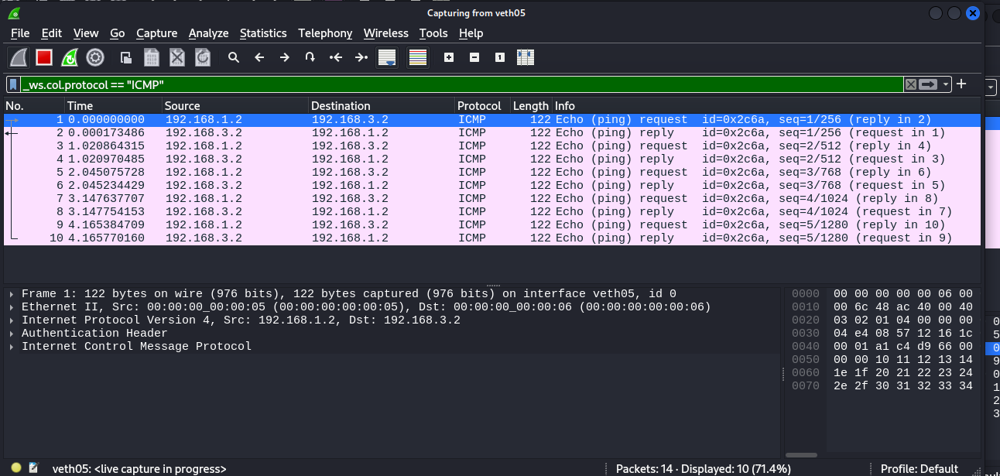 Capturing from veth05
File Edit View Go Capture Analyze Statistics Telephony Wireless Tools Help
_ws.col.protocol == "ICMP"
No. Time Source Destination Protocol Length Info
1 0.000000000 192.168.1.2 192.168.3.2 ICMP 122 Echo (ping) request id=0x2c6a, seq=1/256 (reply in 2)
2 0.000173486 192.168.3.2 192.168.1.2 ICMP 122 Echo (ping) reply id=0x2c6a, seq=1/256 (request in 1)
3 1.020864315 192.168.1.2 192.168.3.2 ICMP 122 Echo (ping) request id=0x2c6a, seq=2/512 (reply in 4)
4 1.020970485 192.168.3.2 192.168.1.2 ICMP 122 Echo (ping) reply id=0x2c6a, seq=2/512 (request in 3)
5 2.045075728 192.168.1.2 192.168.3.2 ICMP 122 Echo (ping) request id=0x2c6a, seq=3/768 (reply in 6)
6 2.045234429 192.168.3.2 192.168.1.2 ICMP 122 Echo (ping) reply id=0x2c6a, seq=3/768 (request in 5)
7 3.147637707 192.168.1.2 192.168.3.2 ICMP 122 Echo (ping) request id=0x2c6a, seq=4/1024 (reply in 8)
8 3.147754153 192.168.3.2 192.168.1.2 ICMP 122 Echo (ping) reply id=0x2c6a, seq=4/1024 (request in 7)
9 4.165384709 192.168.1.2 192.168.3.2 ICMP 122 Echo (ping) request id=0x2c6a, seq=5/1280 (reply in 10)
10 4.165770160 192.168.3.2 192.168.1.2 ICMP 122 Echo (ping) reply id=0x2c6a, seq=5/1280 (request in 9)
Frame 1: 122 bytes on wire (976 bits), 122 bytes captured (976 bits) on interface veth05, id 0
Ethernet II, Src: 00:00:00_00:00:05 (00:00:00:00:00:05), Dst: 00:00:00_00:00:06 (00:00:00:00:00:06)
Internet Protocol Version 4, Src: 192.168.1.2, Dst: 192.168.3.2
Authentication Header
Internet Control Message Protocol
0000 00 00 00 00 00 06 00
0010 00 6c 48 ac 40 00 40
0020 03 02 01 04 00 00 00
0030 04 e4 08 57 12 16 1c
0040 00 01 a1 c4 d9 66 00
0050 00 00 10 11 12 13 14
0060 1e 1f 20 21 22 23 24
0070 2e 2f 30 31 32 33 34
veth05: <live capture in progress>
Packets: 14 · Displayed: 10 (71.4%)
Profile: Default